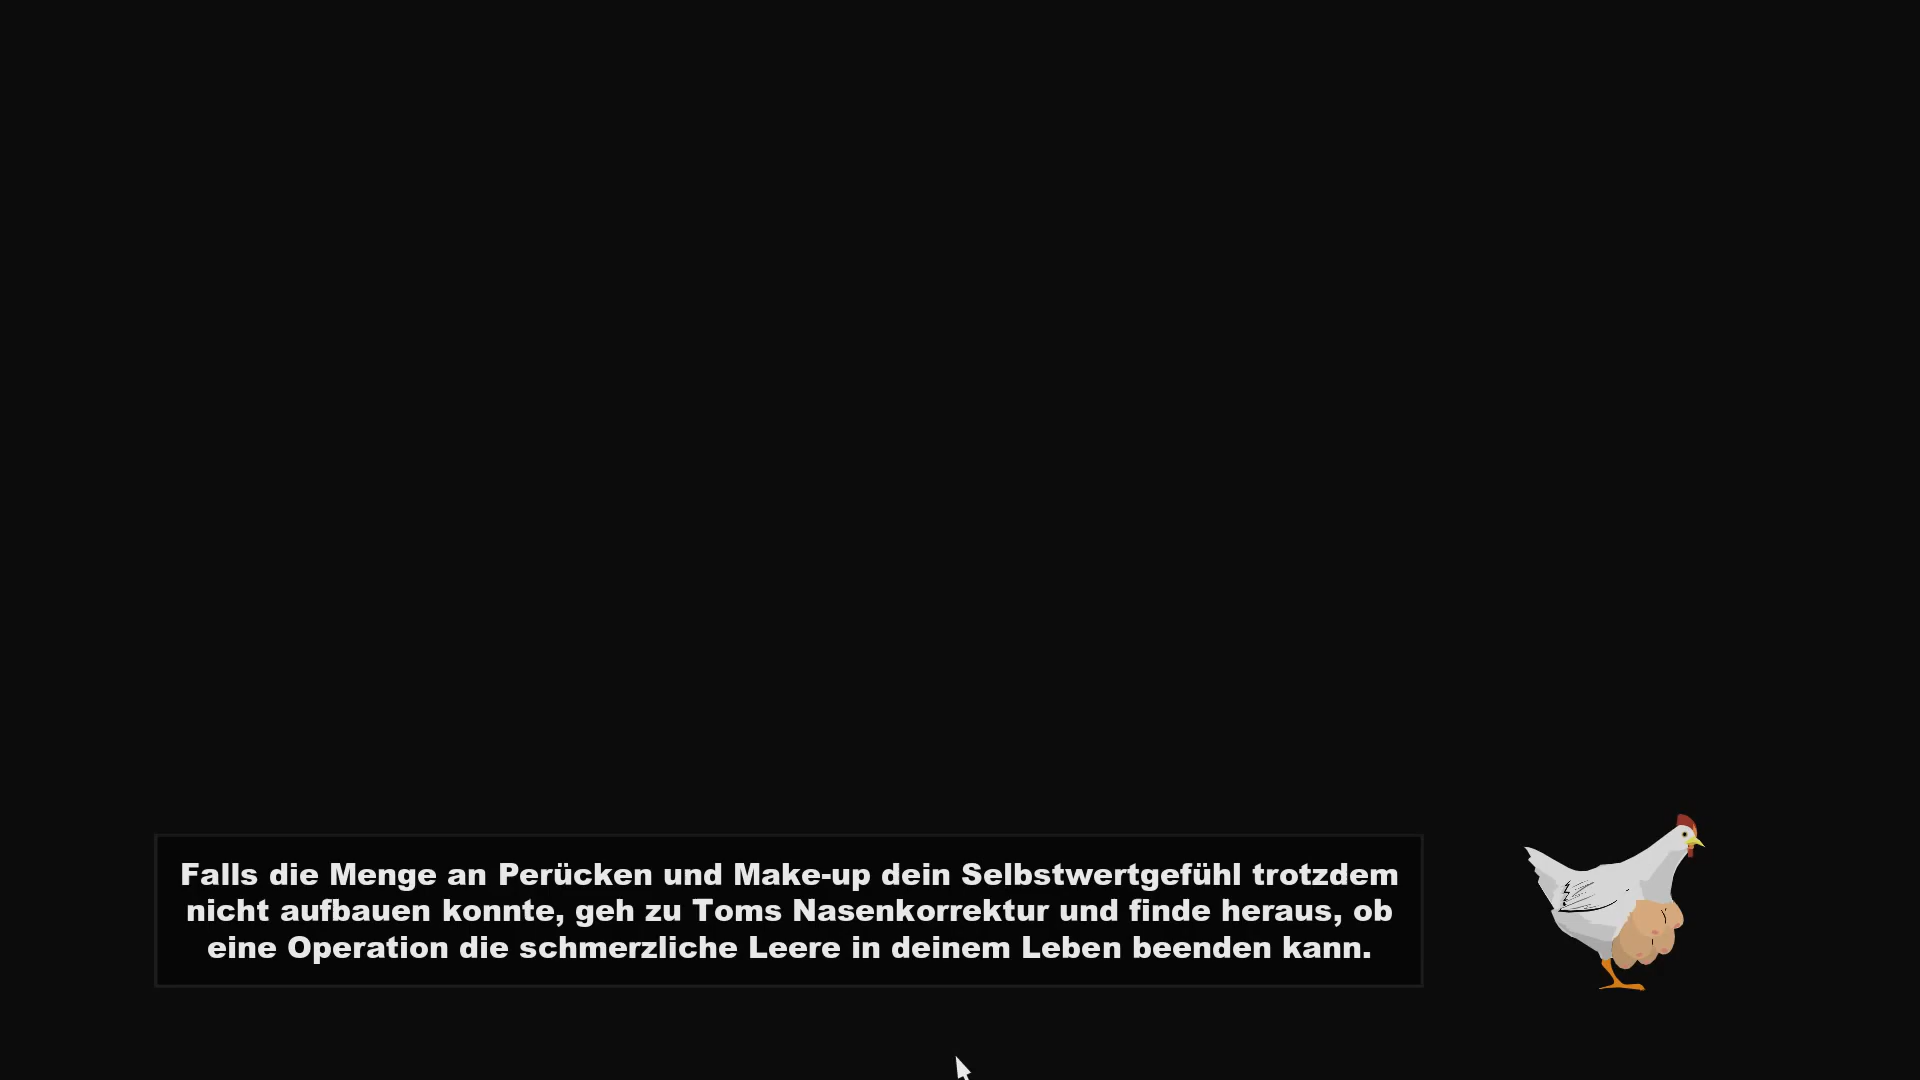 Falls die Menge an Perücken und Make-up dein Selbstwertgefühl trotzdem
nicht aufbauen konnte, geh zu Toms Nasenkorrektur und finde heraus, ob
eine Operation die schmerzliche Leere in deinem Leben beenden kann.